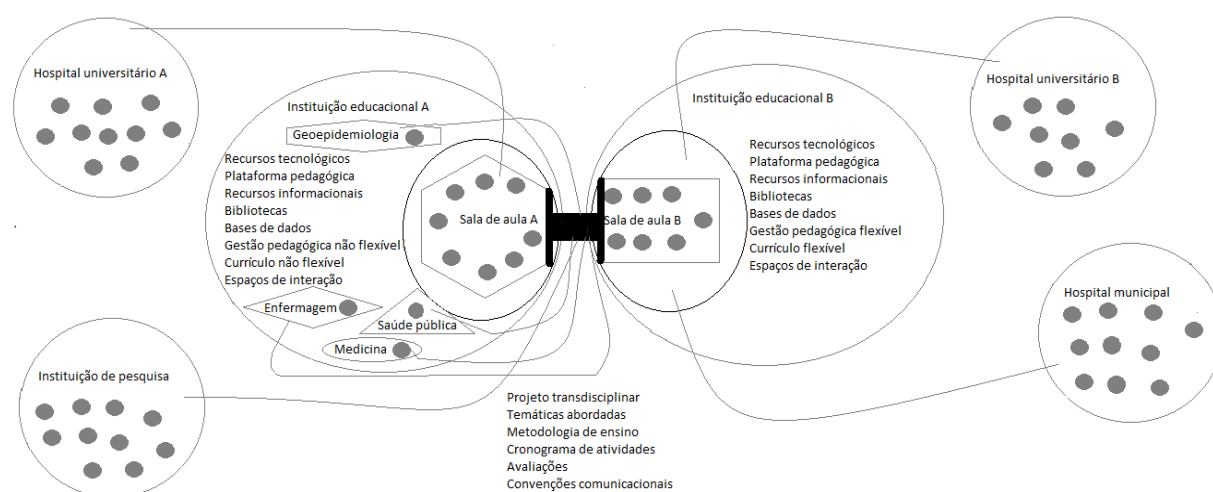 Hospital universitário A
Instituição educacional A
Geoepidemiologia
Recursos tecnológicos
Plataforma pedagógica
Recursos informacionais
Bibliotecas
Bases de dados
Gestão pedagógica não flexível
Currículo não flexível
Espaços de interação
Enfermagem
Saúde pública
Medicina
Sala de aula A
Sala de aula B
Instituição educacional B
Recursos tecnológicos
Plataforma pedagógica
Recursos informacionais
Bibliotecas
Bases de dados
Gestão pedagógica flexível
Currículo flexível
Espaços de interação
Hospital universitário B
Hospital municipal
Instituição de pesquisa
Projeto transdisciplinar
Temáticas abordadas
Metodologia de ensino
Cronograma de atividades
Avaliações
Convenções comunicacionais